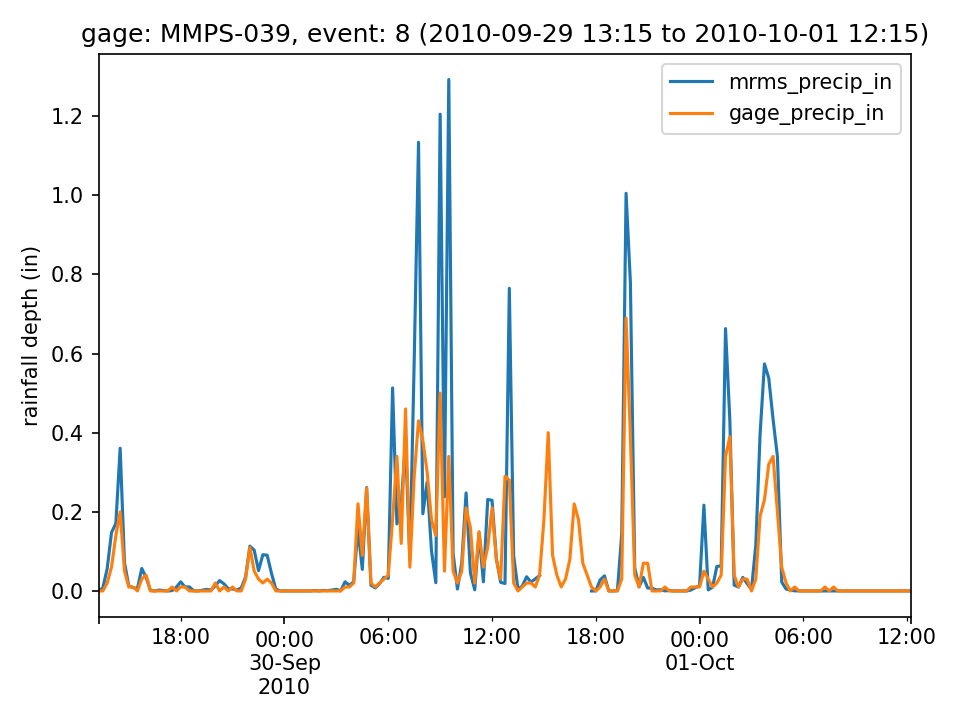 gage: MMPS-039, event: 8 (2010-09-29 13:15 to 2010-10-01 12:15)
mrms_precip_in
gage_precip_in
rainfall depth (in)
1.2
1.0
0.8
0.6
0.4
0.2
0.0
18:00 00:00 06:00 12:00 18:00 00:00 06:00 12:00
30-Sep 01-Oct
2010